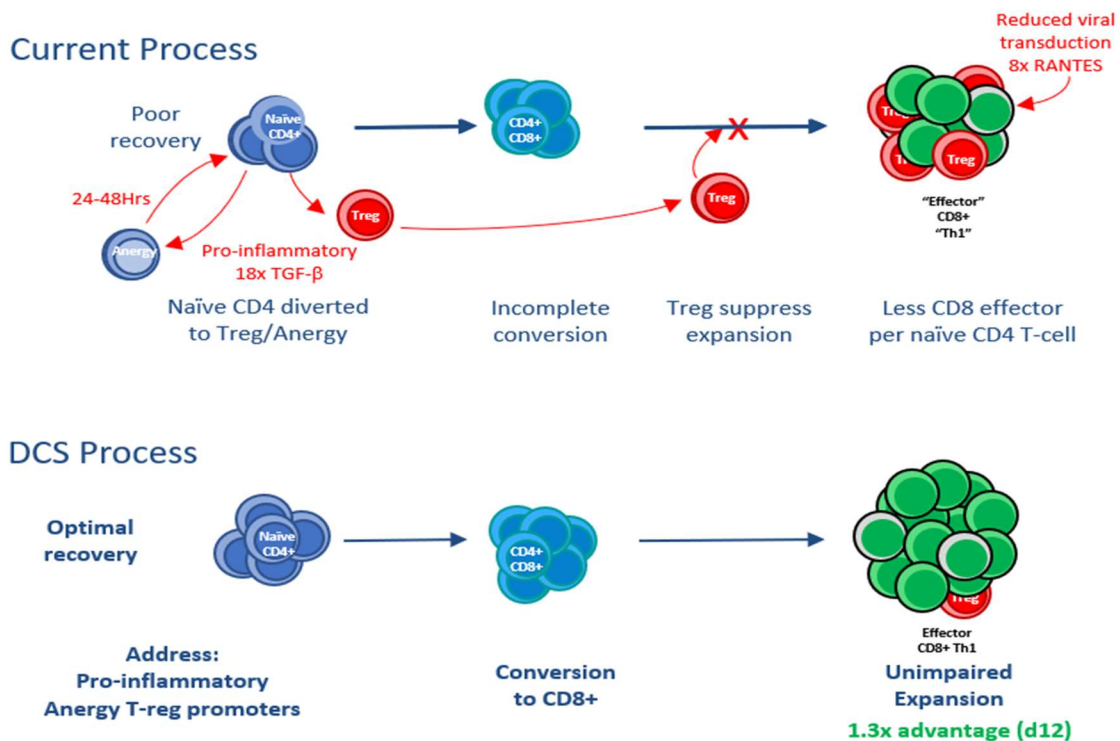 Current Process
Reduced viral
transduction
8x RANTES
Poor
recovery
Naïve
CD4+
CD4+
CD8+
24-48Hrs
Anergy
Treg
Treg
Treg
Treg
"Effector"
CD8+
"Th1"
Pro-inflammatory
18x TGF-β
Naïve CD4 diverted
to Treg/Anergy
Incomplete
conversion
Treg suppress
expansion
Less CD8 effector
per naïve CD4 T-cell
DCS Process
Optimal
recovery
Naïve
CD4+
CD4+
CD8+
Treg
Effector
CD8+ Th1
Address:
Pro-inflammatory
Anergy T-reg promoters
Conversion
to CD8+
Unimpaired
Expansion
1.3x advantage (d12)